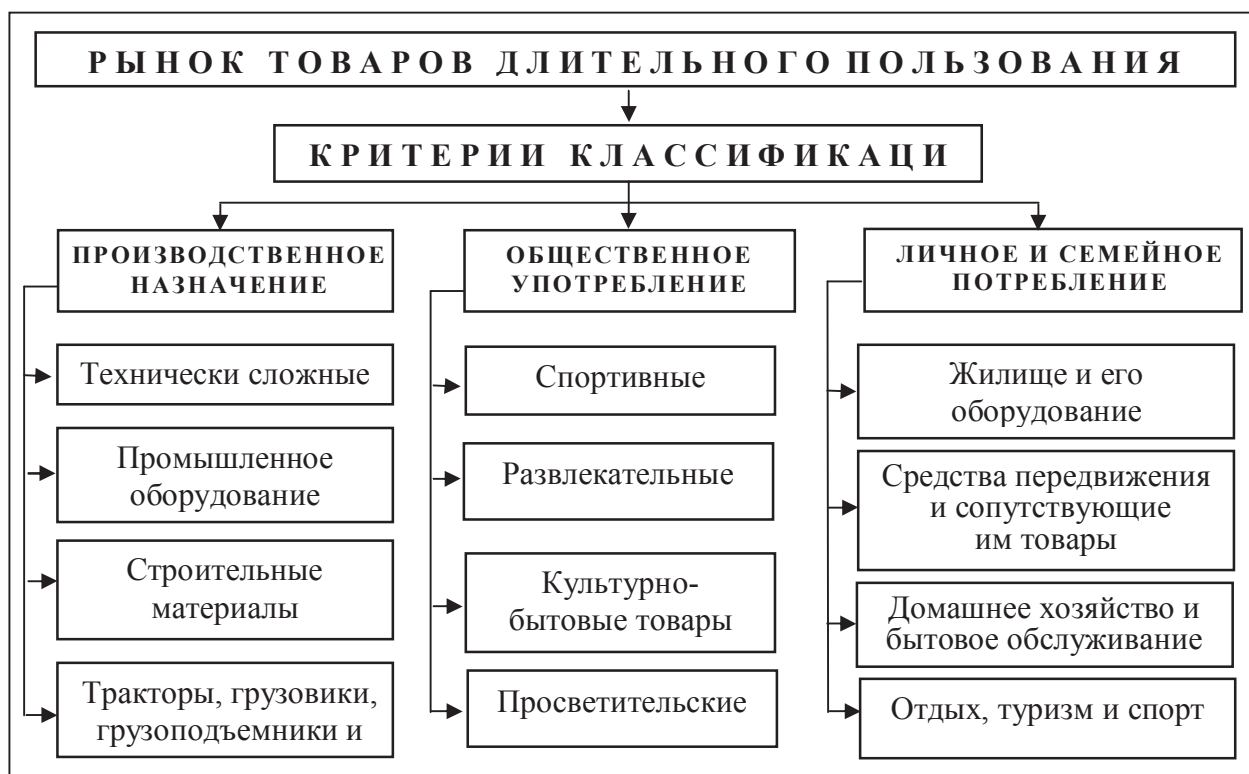 РЫНОК ТОВАРОВ ДЛИТЕЛЬНОГО ПОЛЬЗОВАНИЯ
КРИТЕРИИ КЛАССИФИКАЦИ
ПРОИЗВОДСТВЕННОЕ
НАЗНАЧЕНИЕ
Технически сложные
Промышленное
оборудование
Строительные
материалы
Тракторы, грузовики,
грузоподъемники и
ОБЩЕСТВЕННОЕ
УПОТРЕБЛЕНИЕ
Спортивные
Развлекательные
Культурно-
бытовые товары
Просветительские
ЛИЧНОЕ И СЕМЕЙНОЕ
ПОТРЕБЛЕНИЕ
Жилище и его
оборудование
Средства передвижения
и сопутствующие
им товары
Домашнее хозяйство и
бытовое обслуживание
Отдых, туризм и спорт